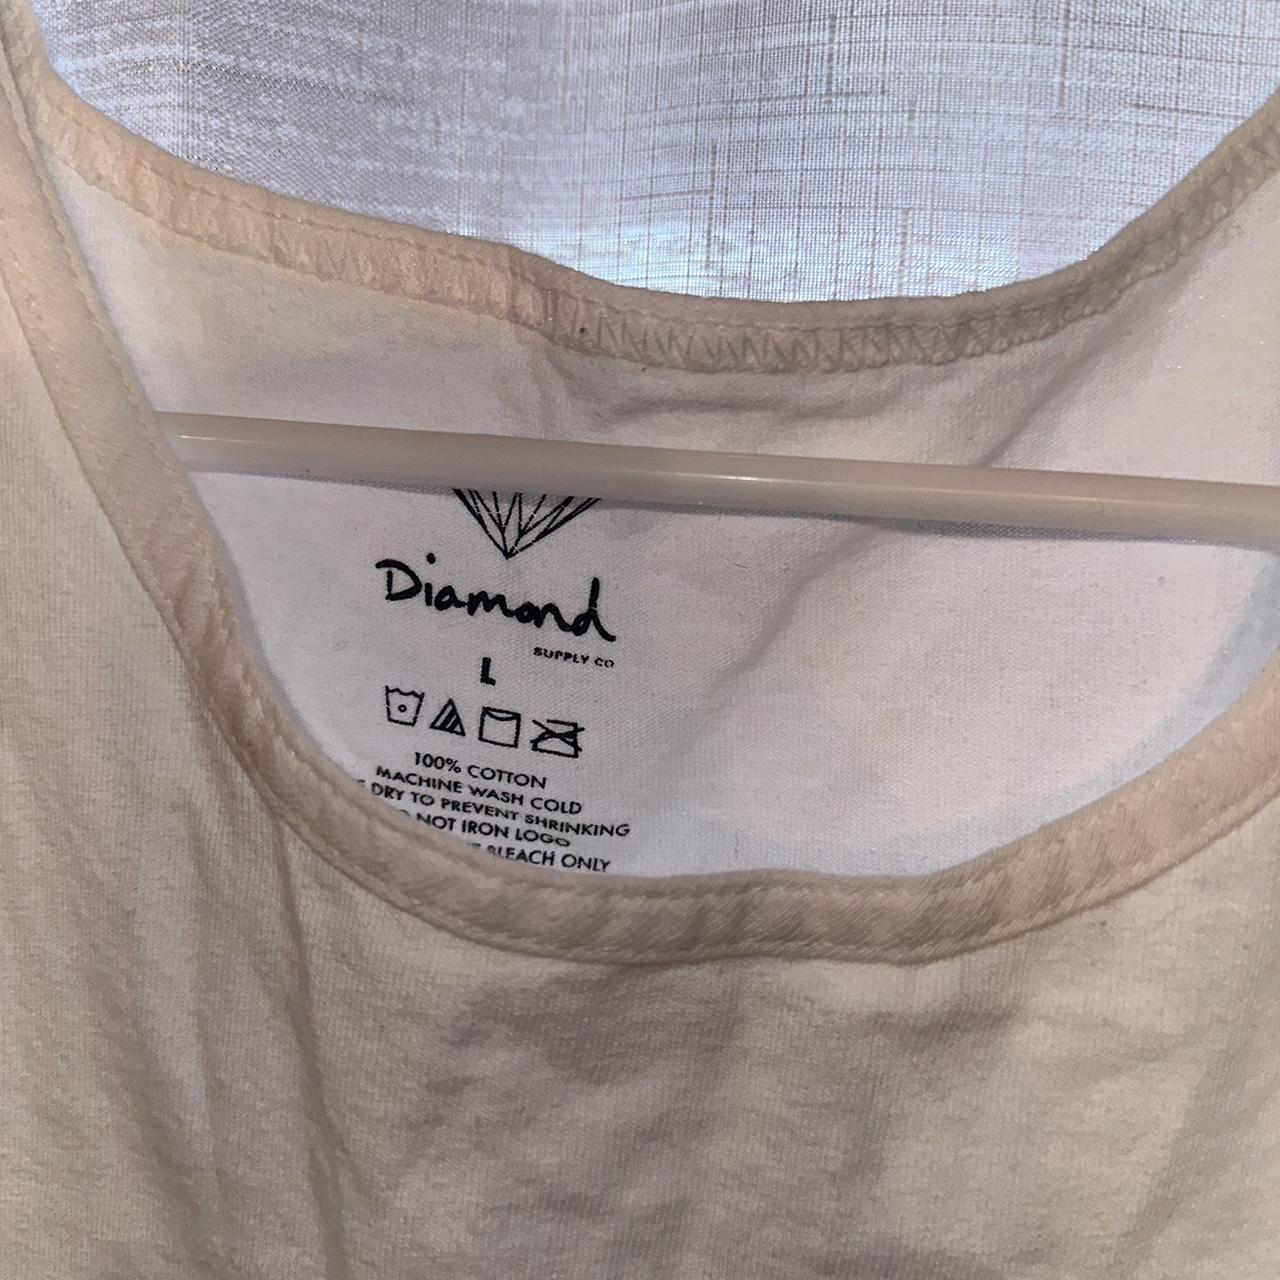 Diamond
SUPPLY CO
L
100% COTTON
MACHINE WASH COLD
DRY TO PREVENT SHRINKING
NOT IRON LOGO
BLEACH ONLY